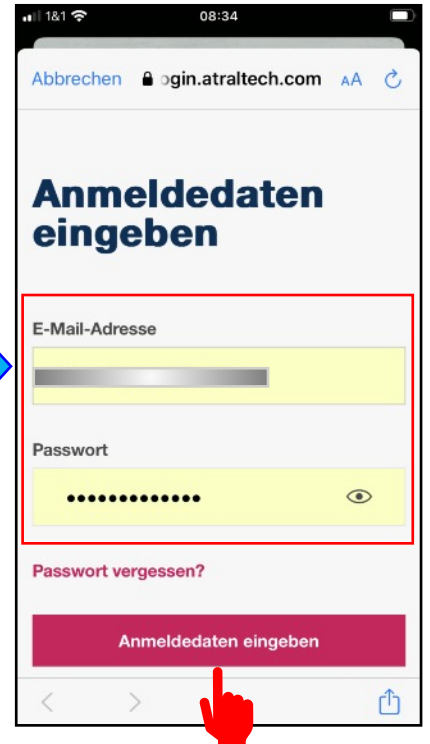 1&1 08:34
Abbrechen ogin.atraltech.com AA
Anmeldedaten
eingeben
E-Mail-Adresse
Passwort
•••••••••••••
Passwort vergessen?
Anmeldedaten eingeben